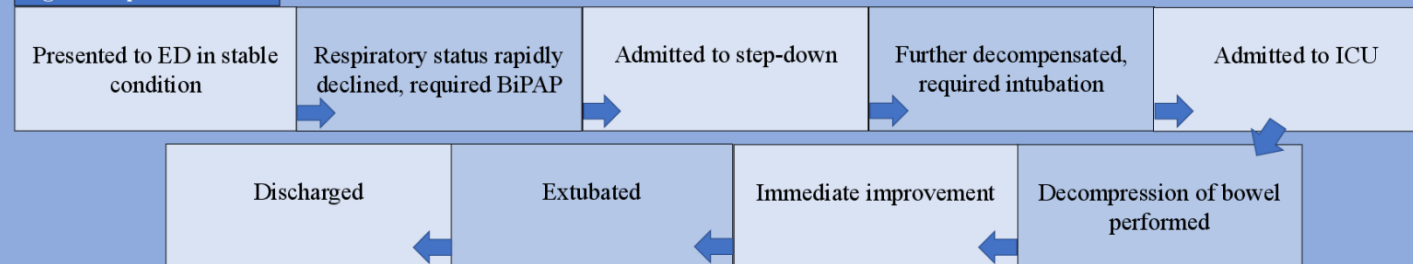 Presented to ED in stable
condition
Respiratory status rapidly
declined, required BiPAP
Admitted to step-down
Further decompensated,
required intubation
Admitted to ICU
Decompression of bowel
performed
Immediate improvement
Extubated
Discharged